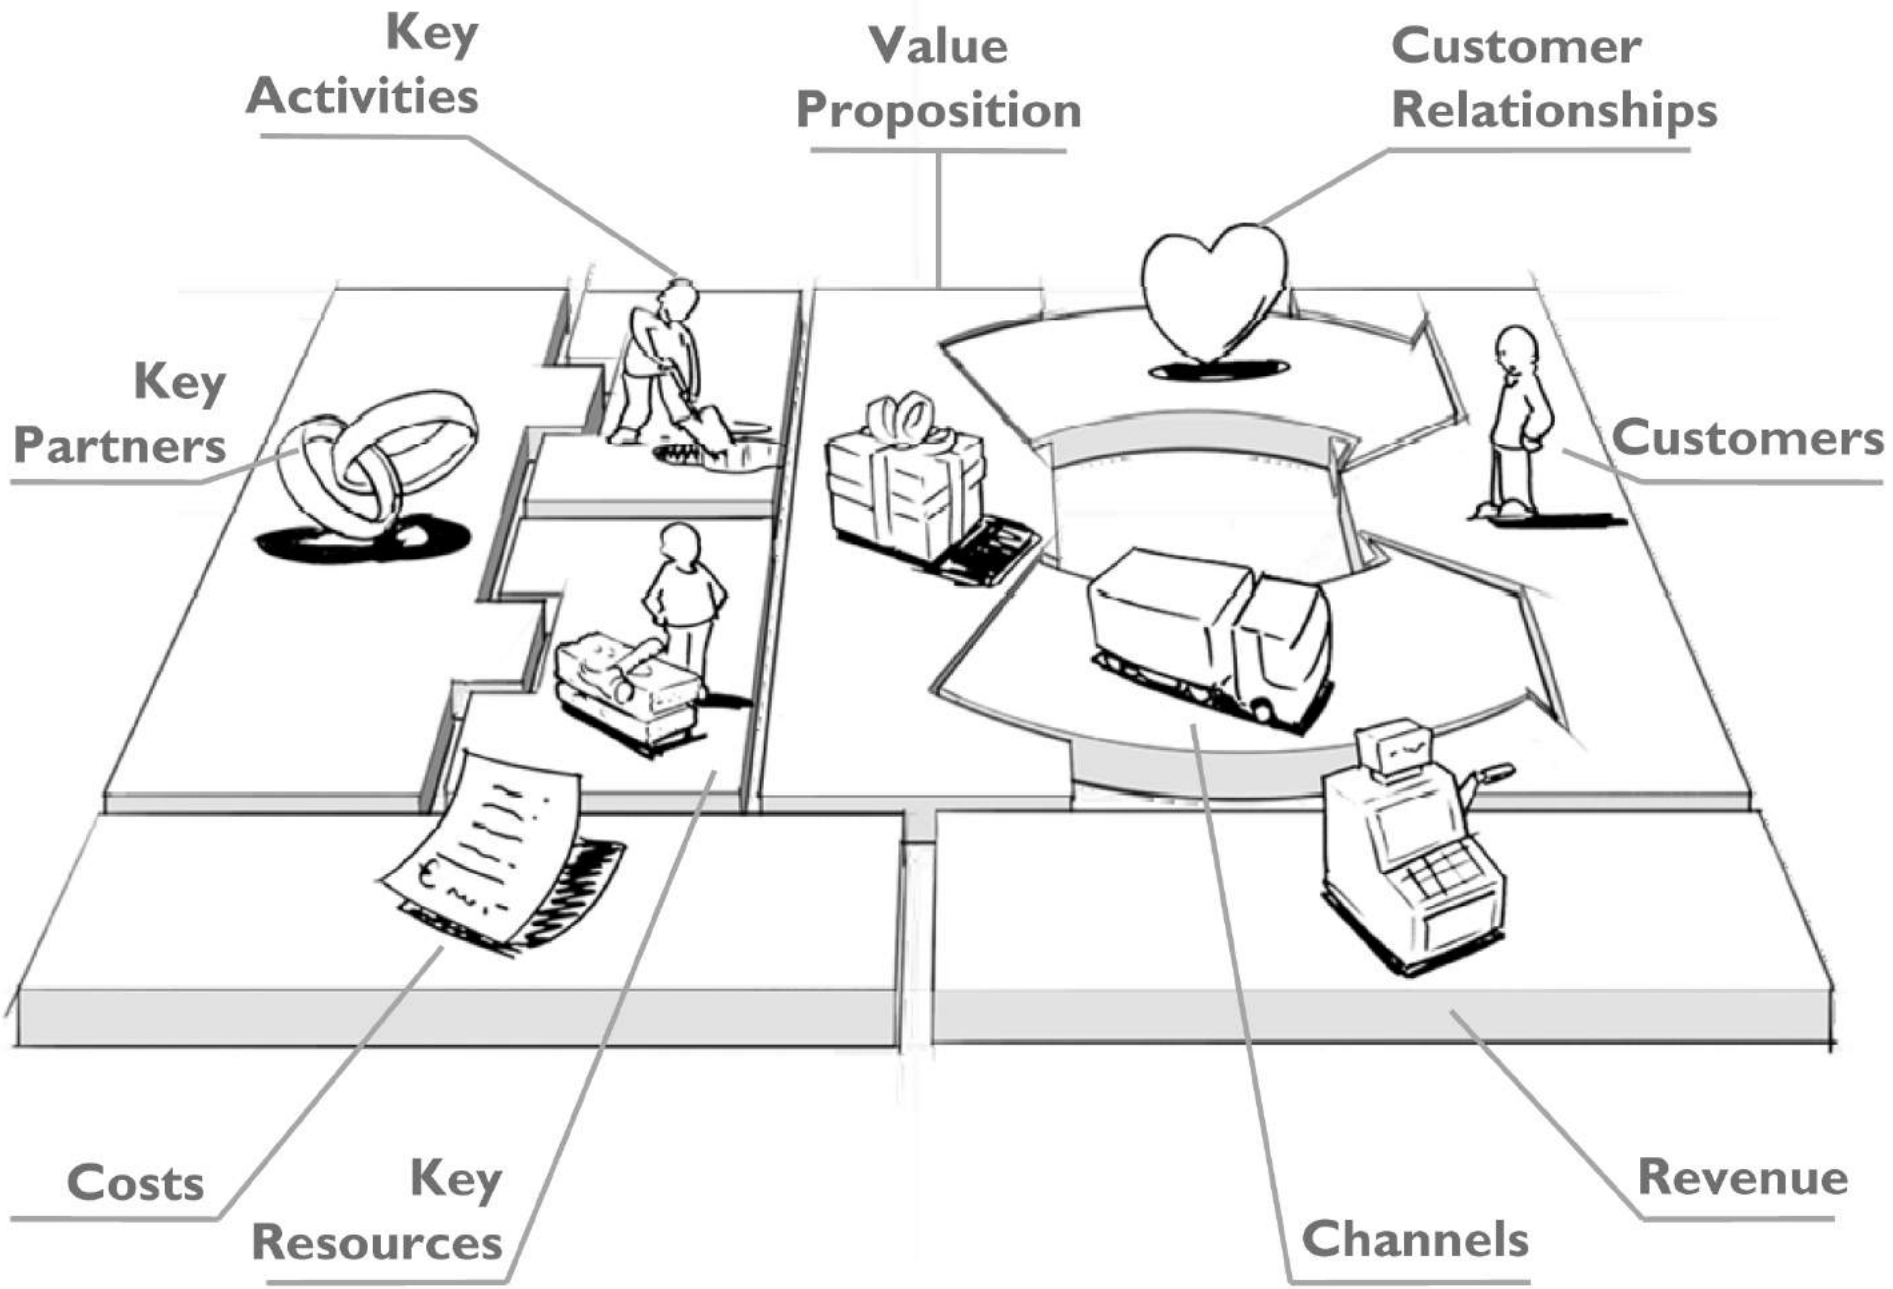 Key
Activities
Value
Proposition
Customer
Relationships
Key
Partners
Customers
€
Costs
Key
Resources
Channels
Revenue